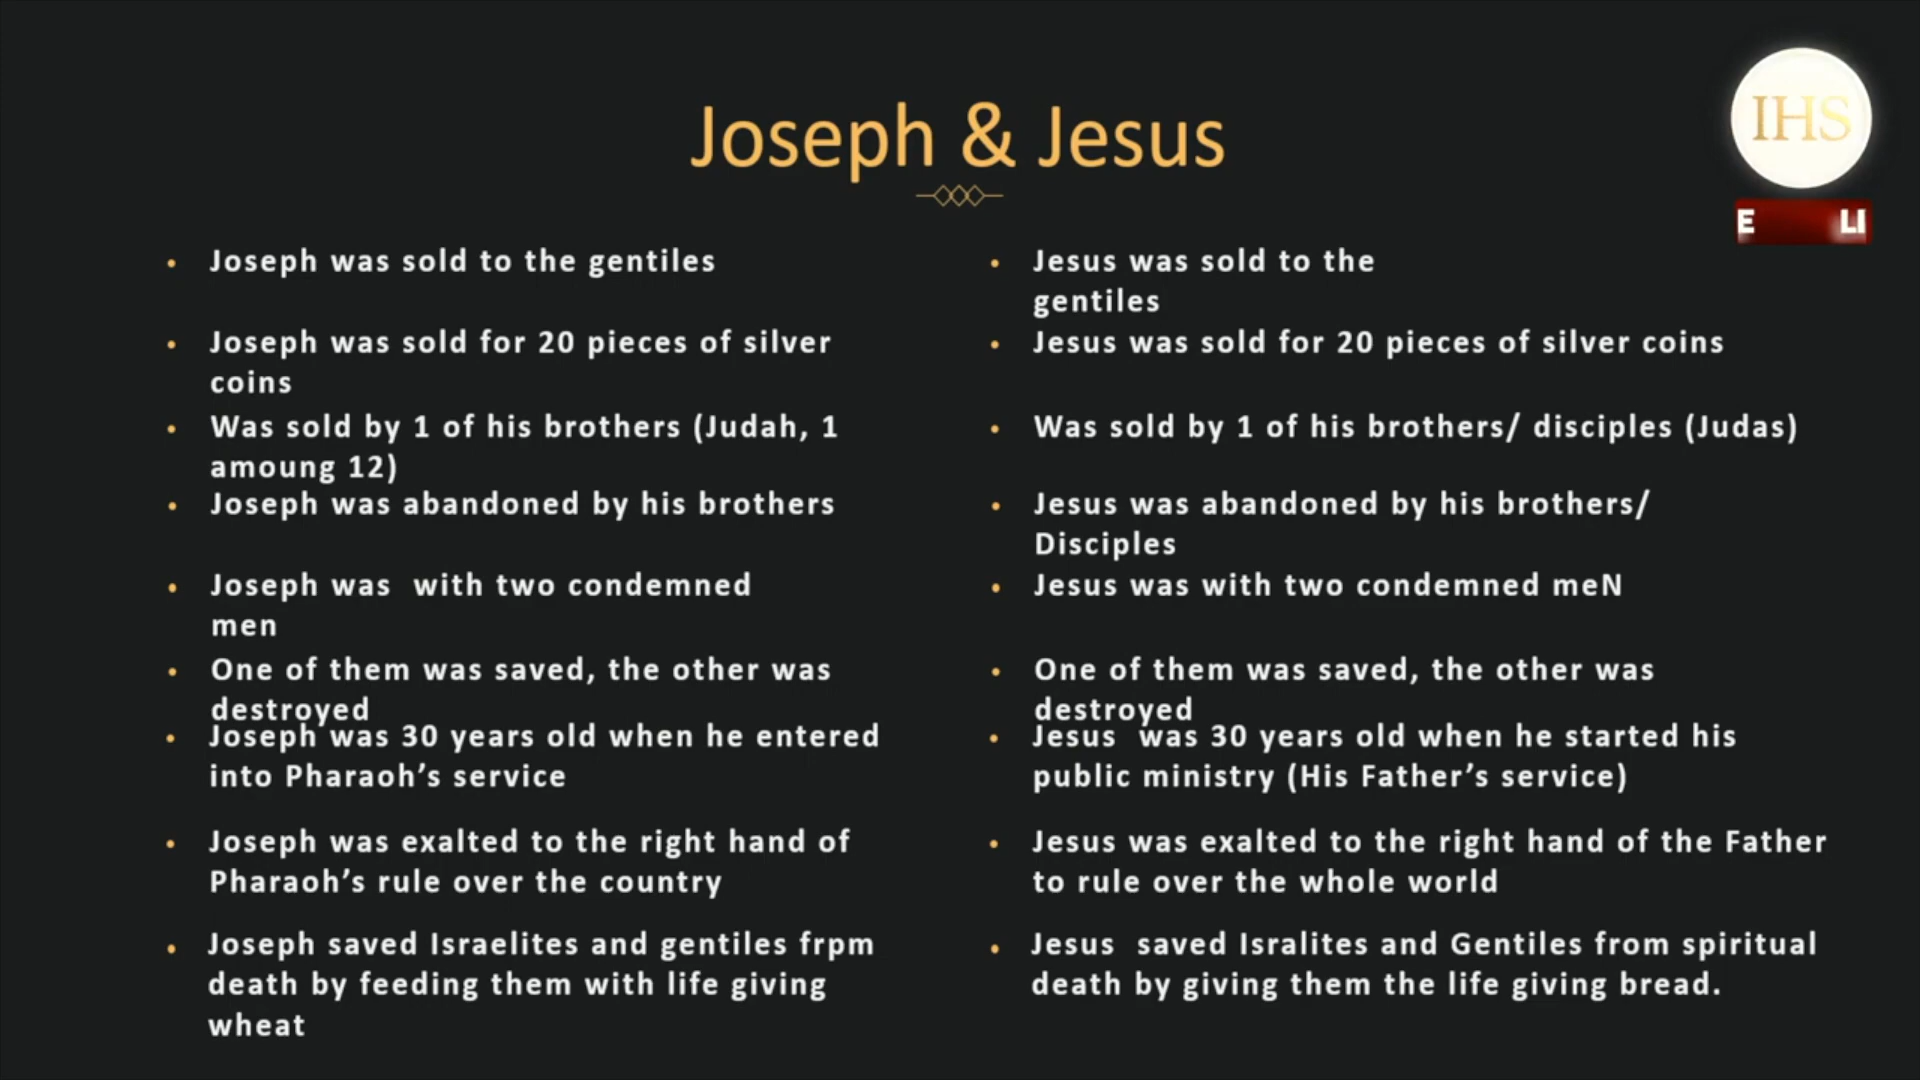 Joseph & Jesus
IHS
E LI
Joseph was sold to the gentiles
Joseph was sold for 20 pieces of silver
coins
Was sold by 1 of his brothers (Judah, 1
amoung 12)
Joseph was abandoned by his brothers
Joseph was with two condemned
men
One of them was saved, the other was
destroyed
Joseph was 30 years old when he entered
into Pharaoh’s service
Joseph was exalted to the right hand of
Pharaoh’s rule over the country
Joseph saved Israelites and gentiles frpm
death by feeding them with life giving
wheat
Jesus was sold to the
gentiles
Jesus was sold for 20 pieces of silver coins
Was sold by 1 of his brothers/ disciples (Judas)
Jesus was abandoned by his brothers/
Disciples
Jesus was with two condemned meN
One of them was saved, the other was
destroyed
Jesus was 30 years old when he started his
public ministry (His Father’s service)
Jesus was exalted to the right hand of the Father
to rule over the whole world
Jesus saved Isralites and Gentiles from spiritual
death by giving them the life giving bread.